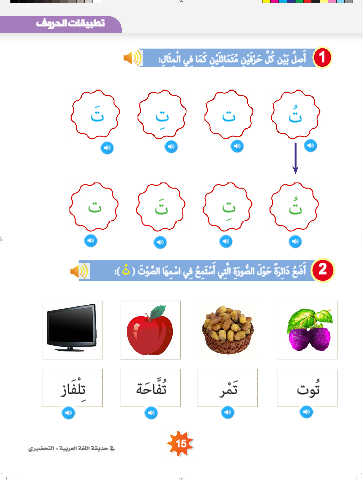 تطبيقات الحروف
1 أَصِلُ بَيْنَ كُلِّ حَرْفَيْنِ مُتَمَاثِلَيْنِ كَمَا فِي الْمِثَالِ:
تُ ت تِ تَ
تُ تِ تَ ت
2 أَضَعُ دَائِرَةً حَوْلَ الصُّورَةِ الَّتِي أَسْتَمِعُ فِي اسْمِهَا الصَّوْتَ (تُ):
تُوت تَمْر تُفَّاحَة تِلْفَاز
15
في حديقة اللغة العربية - التحضيري